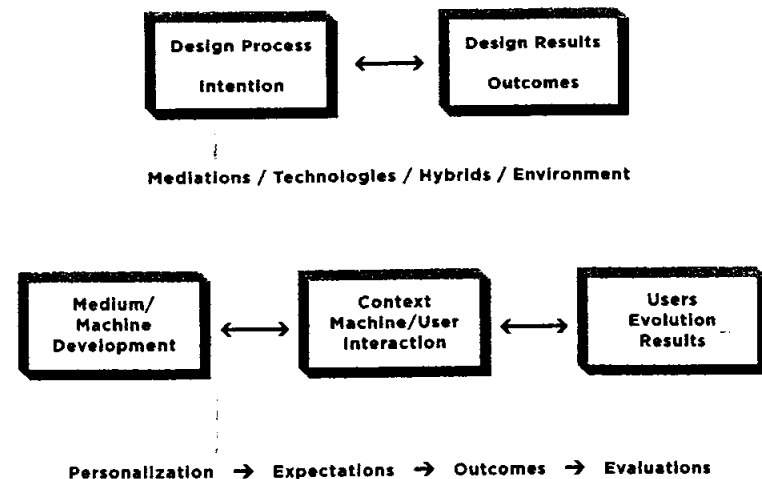 Design Process
Intention
Design Results
Outcomes
Mediations / Technologies / Hybrids / Environment
Medium/
Machine
Development
Context
Machine/User
Interaction
Users
Evolution
Results
Personalization → Expectations → Outcomes → Evaluations